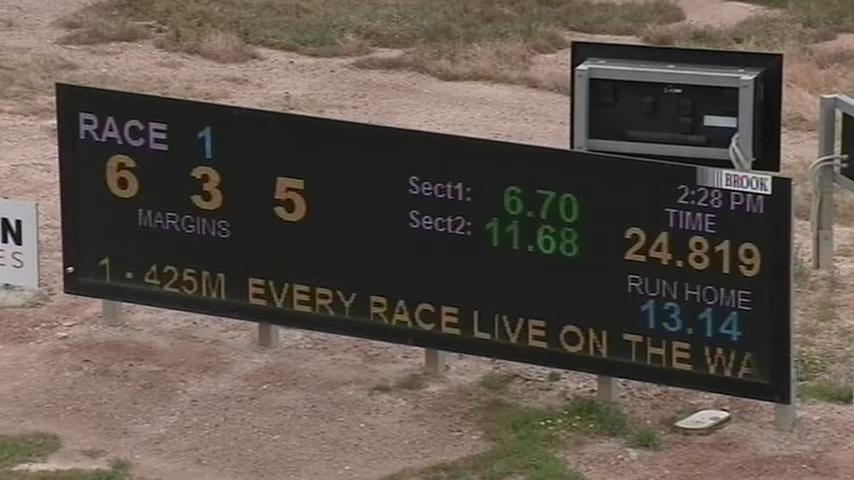 RACE 1
6 3 5
MARGINS
Sect1: 6.70
Sect2: 11.68
BROOK
2:28 PM
TIME
24.819
RUN HOME
13.14
1 - 425M EVERY RACE LIVE ON THE WA
N
ES